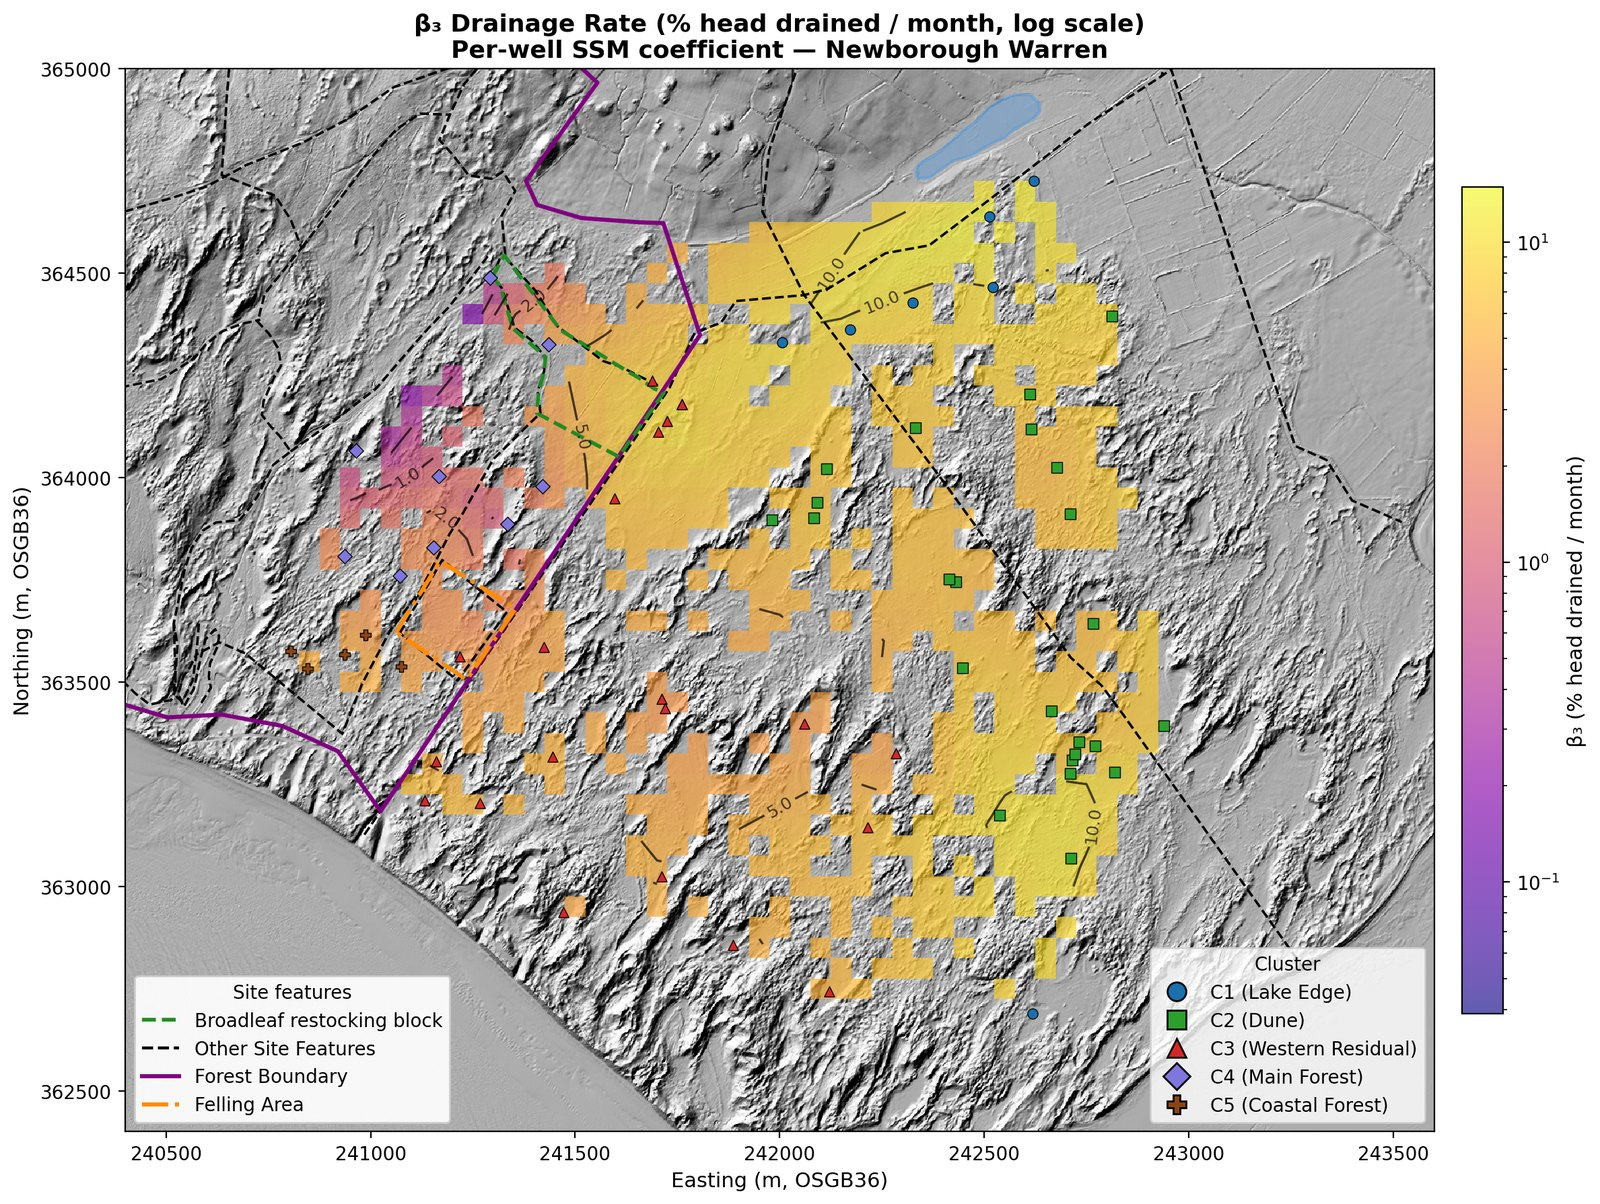 β₃ Drainage Rate (% head drained / month, log scale)
Per-well SSM coefficient — Newborough Warren
365000
364500
364000
363500
363000
362500
Northing (m, OSGB36)
240500
241000
241500
242000
242500
243000
243500
Easting (m, OSGB36)
10.0
10.0
2.0
5.0
1.0
2.0
5.0
10.0
Site features
Broadleaf restocking block
Other Site Features
Forest Boundary
Felling Area
Cluster
C1 (Lake Edge)
C2 (Dune)
C3 (Western Residual)
C4 (Main Forest)
C5 (Coastal Forest)
10¹
10⁰
10⁻¹
β₃ (% head drained / month)